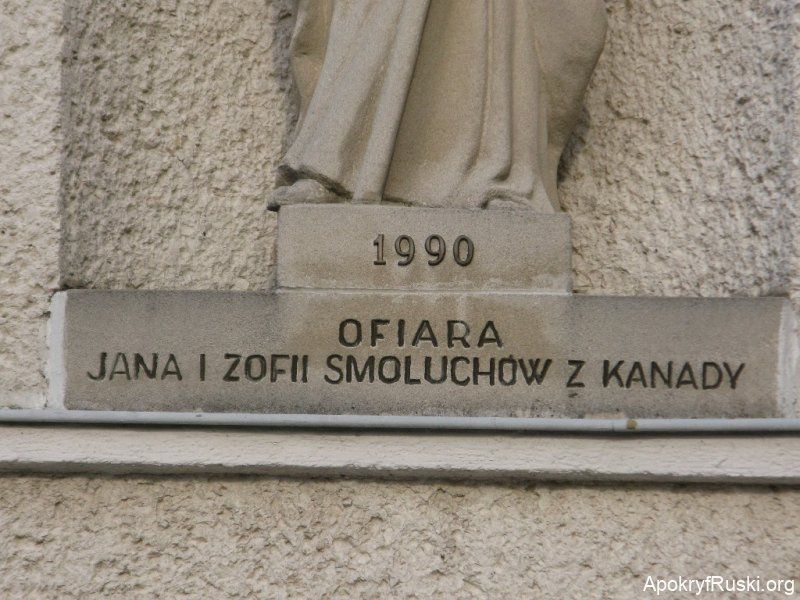 1990
OFIARA
JANA I ZOFII SMOLUCHÓW Z KANADY
ApokryfRuski.org